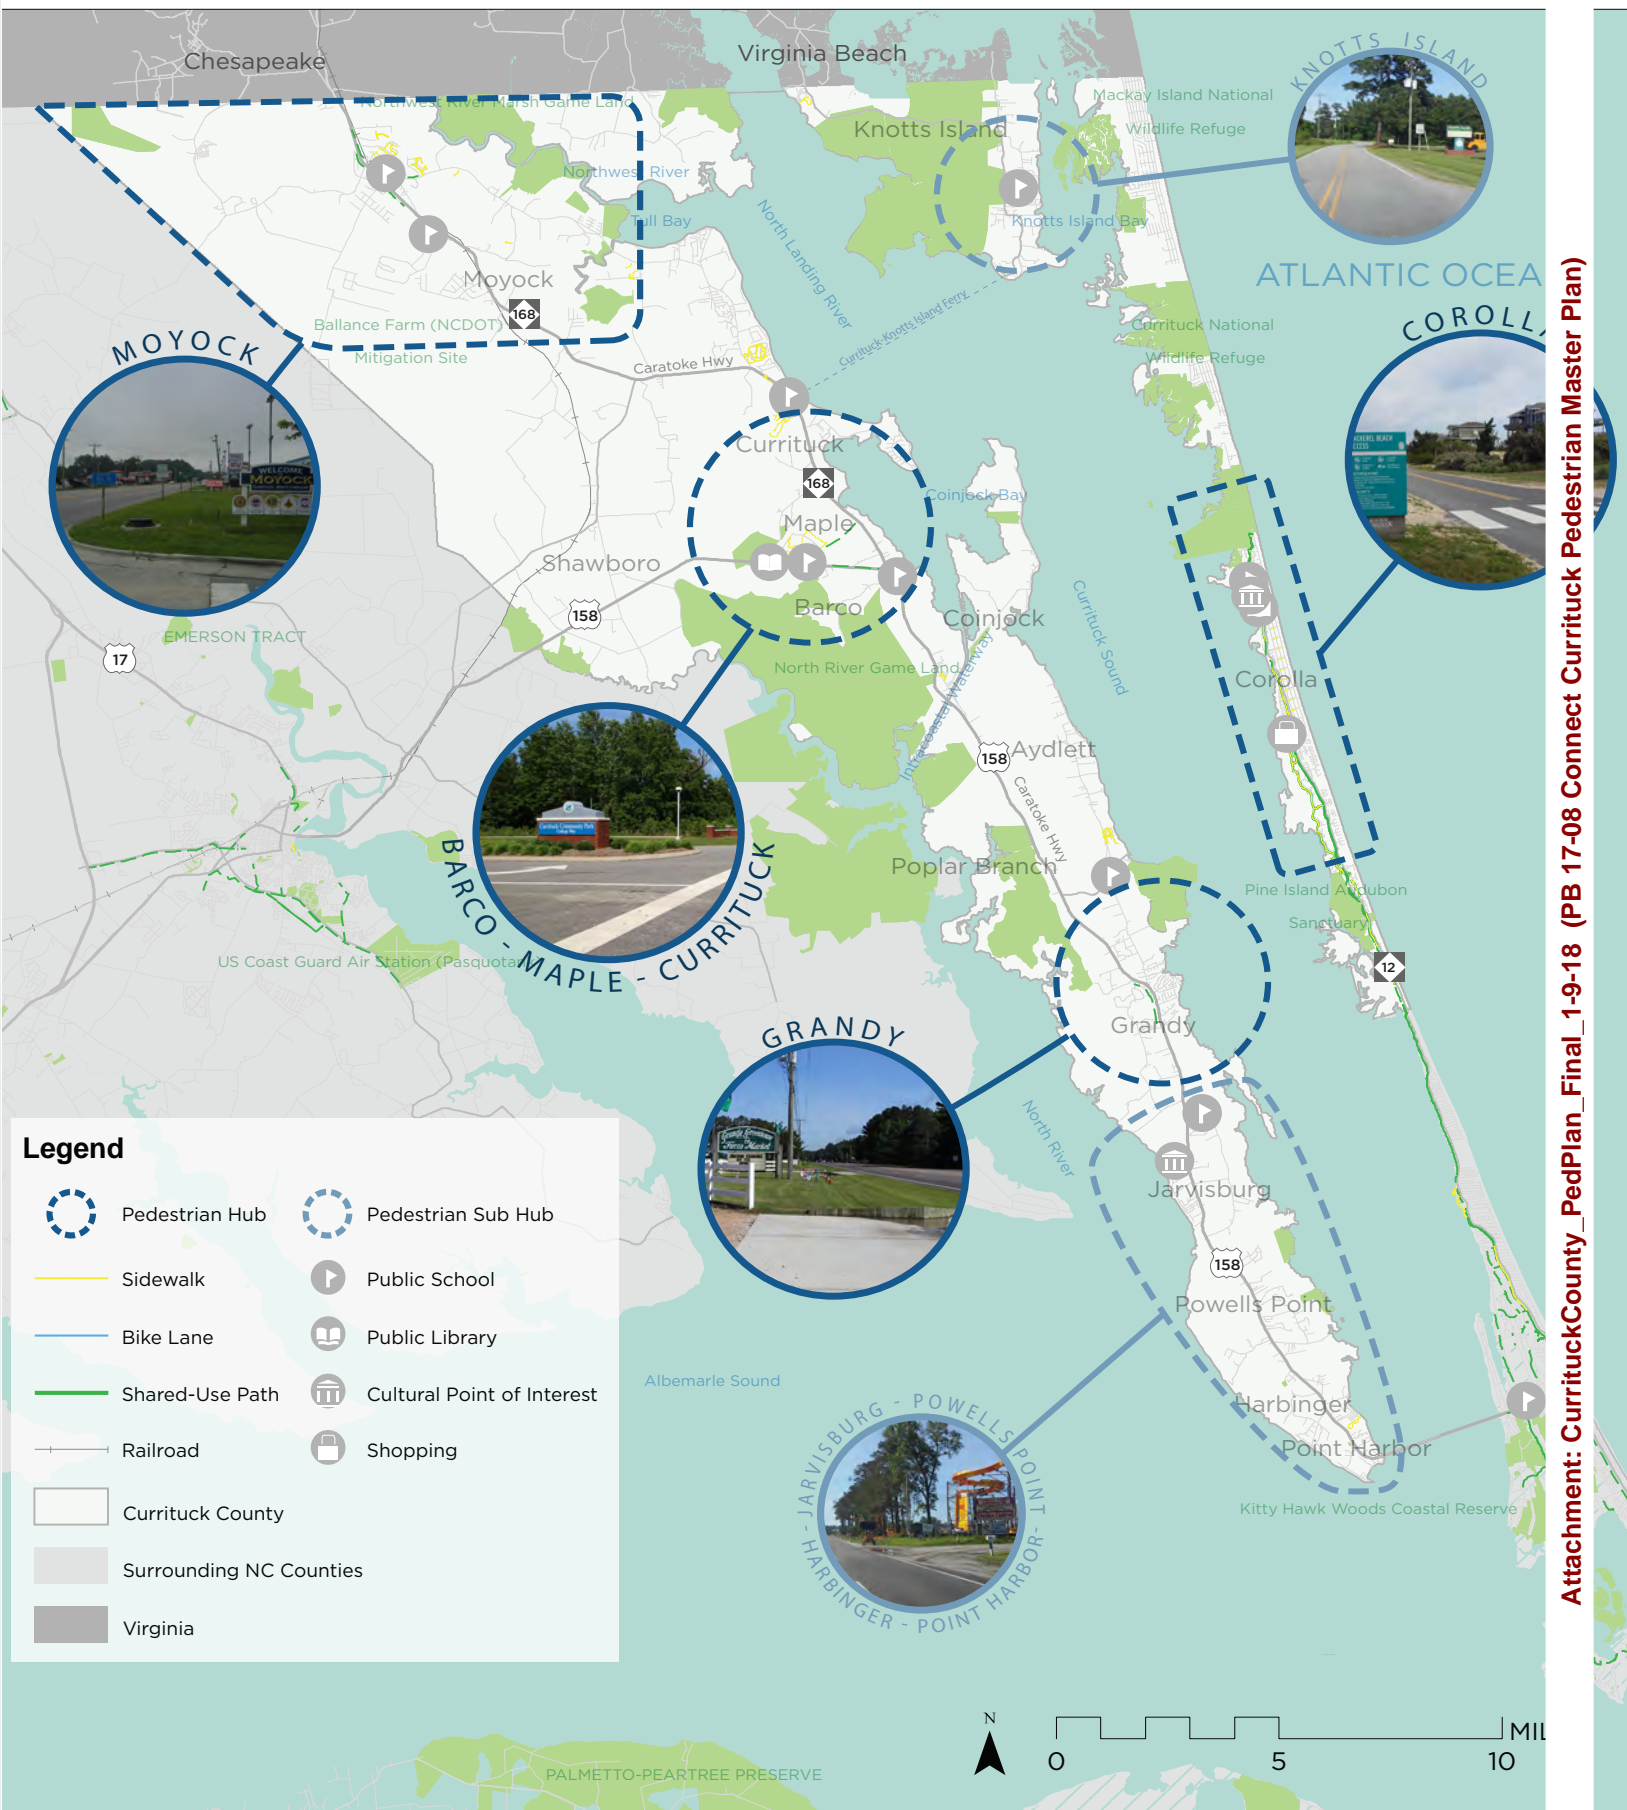 Chesapeake
Virginia Beach
KNOTTS ISLAND
Northwest River Marsh Game Land
Mackay Island National
Wildlife Refuge
Knotts Island
Northwest River
Tull Bay
North Landing River
Knotts Island Bay
ATLANTIC OCEA
Moyock
168
Ballance Farm (NCDOT)
Mitigation Site
Currituck-Knotts Island Ferry
Currituck National
Wildlife Refuge
COROLL
MOYOCK
Caratoke Hwy
WELCOME
MOYOCK
Currituck
168
Coinjock Bay
Maple
Shawboro
Barco
158
Coinjock
Currituck Sound
EMERSON TRACT
17
North River Game Land
Intracoastal Waterway
Corolla
158
Aydlett
Caratoke Hwy
Currituck Community Park
BARCO - MAPLE - CURRITUCK
Poplar Branch
Pine Island Audubon
Sanctuary
US Coast Guard Air Station (Pasquotan
12
Grandy
GRANDY
North River
Jarvisburg
158
Powells Point
Albemarle Sound
Harbinger
Point Harbor
JARVISBURG - POWELLS POINT
- HARBINGER - POINT HARBOR-
Kitty Hawk Woods Coastal Reserve
Legend
Pedestrian Hub
Pedestrian Sub Hub
Sidewalk
Public School
Bike Lane
Public Library
Shared-Use Path
Cultural Point of Interest
Railroad
Shopping
Currituck County
Surrounding NC Counties
Virginia
N
MIL
0
5
10
PALMETTO-PEARTREE PRESERVE
Attachment: CurrituckCounty_PedPlan_Final_1-9-18 (PB 17-08 Connect Currituck Pedestrian Master Plan)